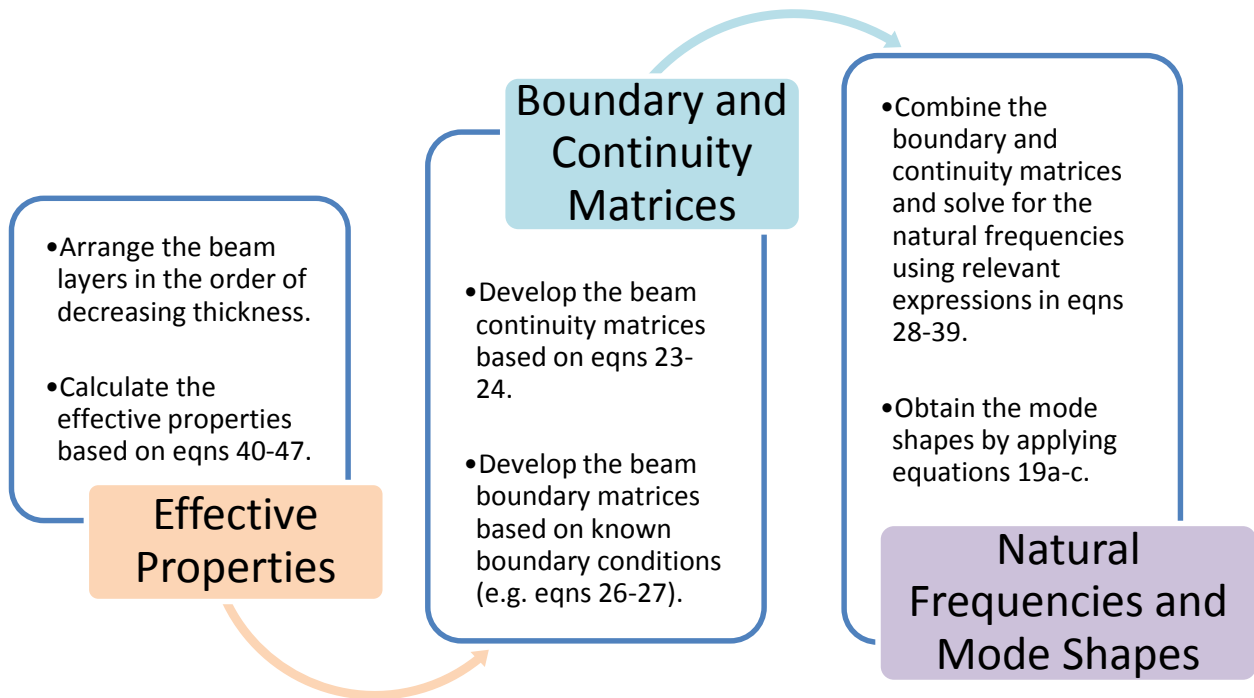 •Arrange the beam
layers in the order of
decreasing thickness.
•Calculate the
effective properties
based on eqns 40-47.
Effective
Properties
Boundary and
Continuity
Matrices
•Develop the beam
continuity matrices
based on eqns 23-
24.
•Develop the beam
boundary matrices
based on known
boundary conditions
(e.g. eqns 26-27).
•Combine the
boundary and
continuity matrices
and solve for the
natural frequencies
using relevant
expressions in eqns
28-39.
•Obtain the mode
shapes by applying
equations 19a-c.
Natural
Frequencies and
Mode Shapes